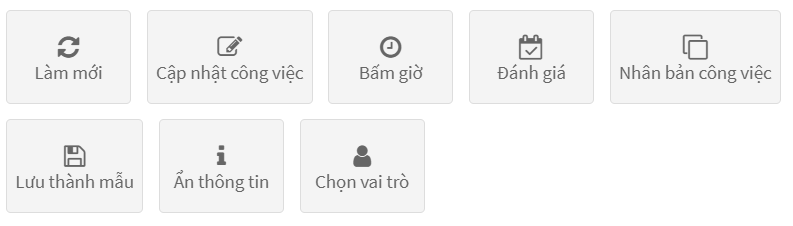 Làm mới
Cập nhật công việc
Bấm giờ
Đánh giá
Nhân bản công việc
Lưu thành mẫu
Ẩn thông tin
Chọn vai trò